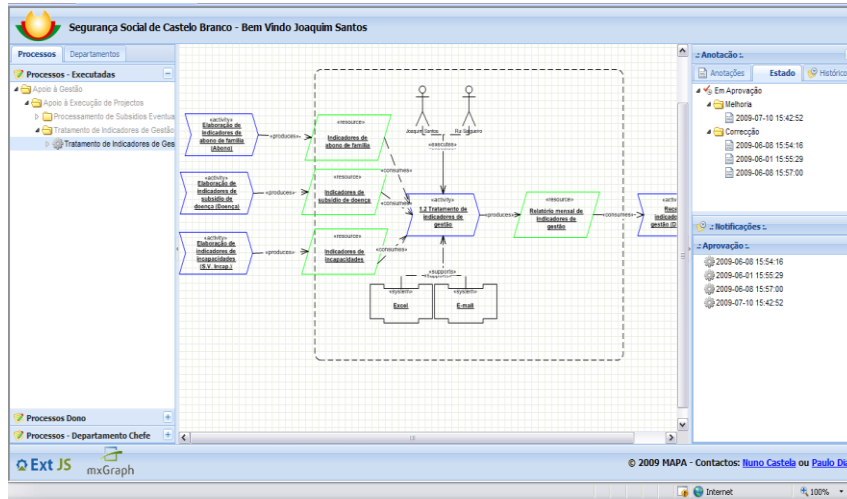 Segurança Social de Castelo Branco - Bem Vindo Joaquim Santos
Processos
Departamentos
Processos - Executadas
Apoio à Gestão
Apoio à Execução de Projectos
Processamento de Subsídios Eventua
Tratamento de Indicadores de Gestão
Tratamento de Indicadores de Ges
Processos Dono
Processos - Departamento Chefe
«activity»
Elaboração de
indicadores de
abono de família
(Abono)
«produces»
«resource»
Indicadores de
abono de família
«activity»
Elaboração de
indicadores de
subsídio de
doença (Doença)
«produces»
«resource»
Indicadores de
subsídio de doença
«activity»
Elaboração de
indicadores de
incapacidades
(S.V. Incap.)
«produces»
«resource»
Indicadores de
incapacidades
«consumes»
«consumes»
«consumes»
Joaquim Santos
«executes»
«activity»
1.2 Tratamento de
indicadores de
gestão
«produces»
«resource»
Relatório mensal de
indicadores de
gestão
«consumes»
«supports»
«system»
Excel
«system»
E-mail
«activ
indicado
gestão (D
.: Anotação :.
Anotações
Estado
Histórico
Em Aprovação
Melhoria
2009-07-10 15:42:52
Correcção
2009-06-08 15:54:16
2009-06-01 15:55:29
2009-06-08 15:57:00
.: Notificações :.
.: Aprovação :.
2009-06-08 15:54:16
2009-06-01 15:55:29
2009-06-08 15:57:00
2009-07-10 15:42:52
Ext JS
mxGraph
© 2009 MAPA - Contactos: Nuno Castela ou Paulo Dia
Internet
100%